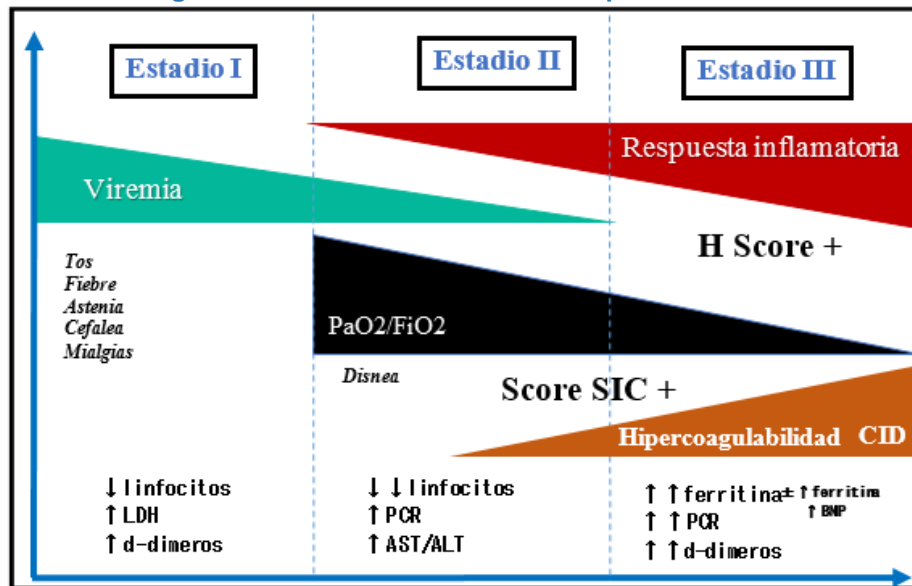 Estadio I
Estadio II
Estadio III
Respuesta inflamatoria
Viremia
H Score +
Tos
Fiebre
Astenia
Cefalea
Mialgias
PaO2/FiO2
Disnea
Score SIC +
Hipercoagulabilidad CID
↓ linfocitos
↑ LDH
↑ d-dimeros
↓ ↓ linfocitos
↑ PCR
↑ AST/ALT
↑ ↑ ferritina± ↑ ferritina
↑ BNP
↑ ↑ PCR
↑ ↑ d-dimeros